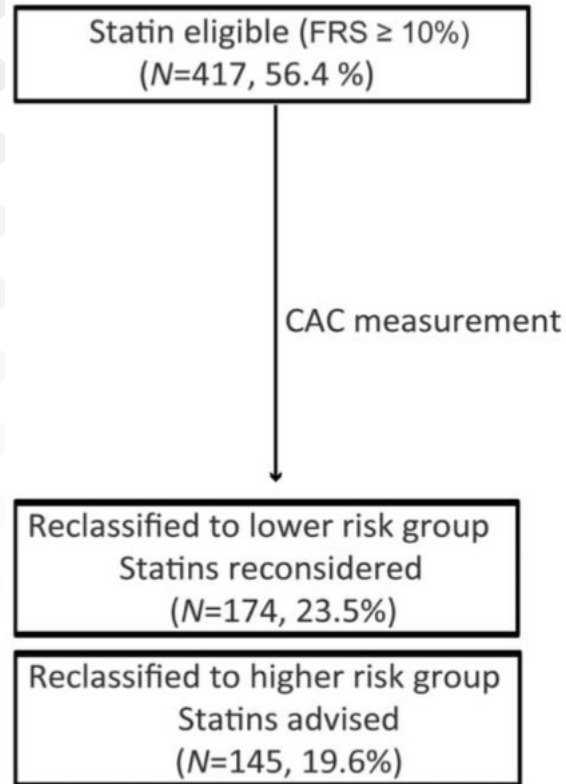 Statin eligible (FRS ≥ 10%)
(N=417, 56.4 %)
CAC measurement
Reclassified to lower risk group
Statins reconsidered
(N=174, 23.5%)
Reclassified to higher risk group
Statins advised
(N=145, 19.6%)